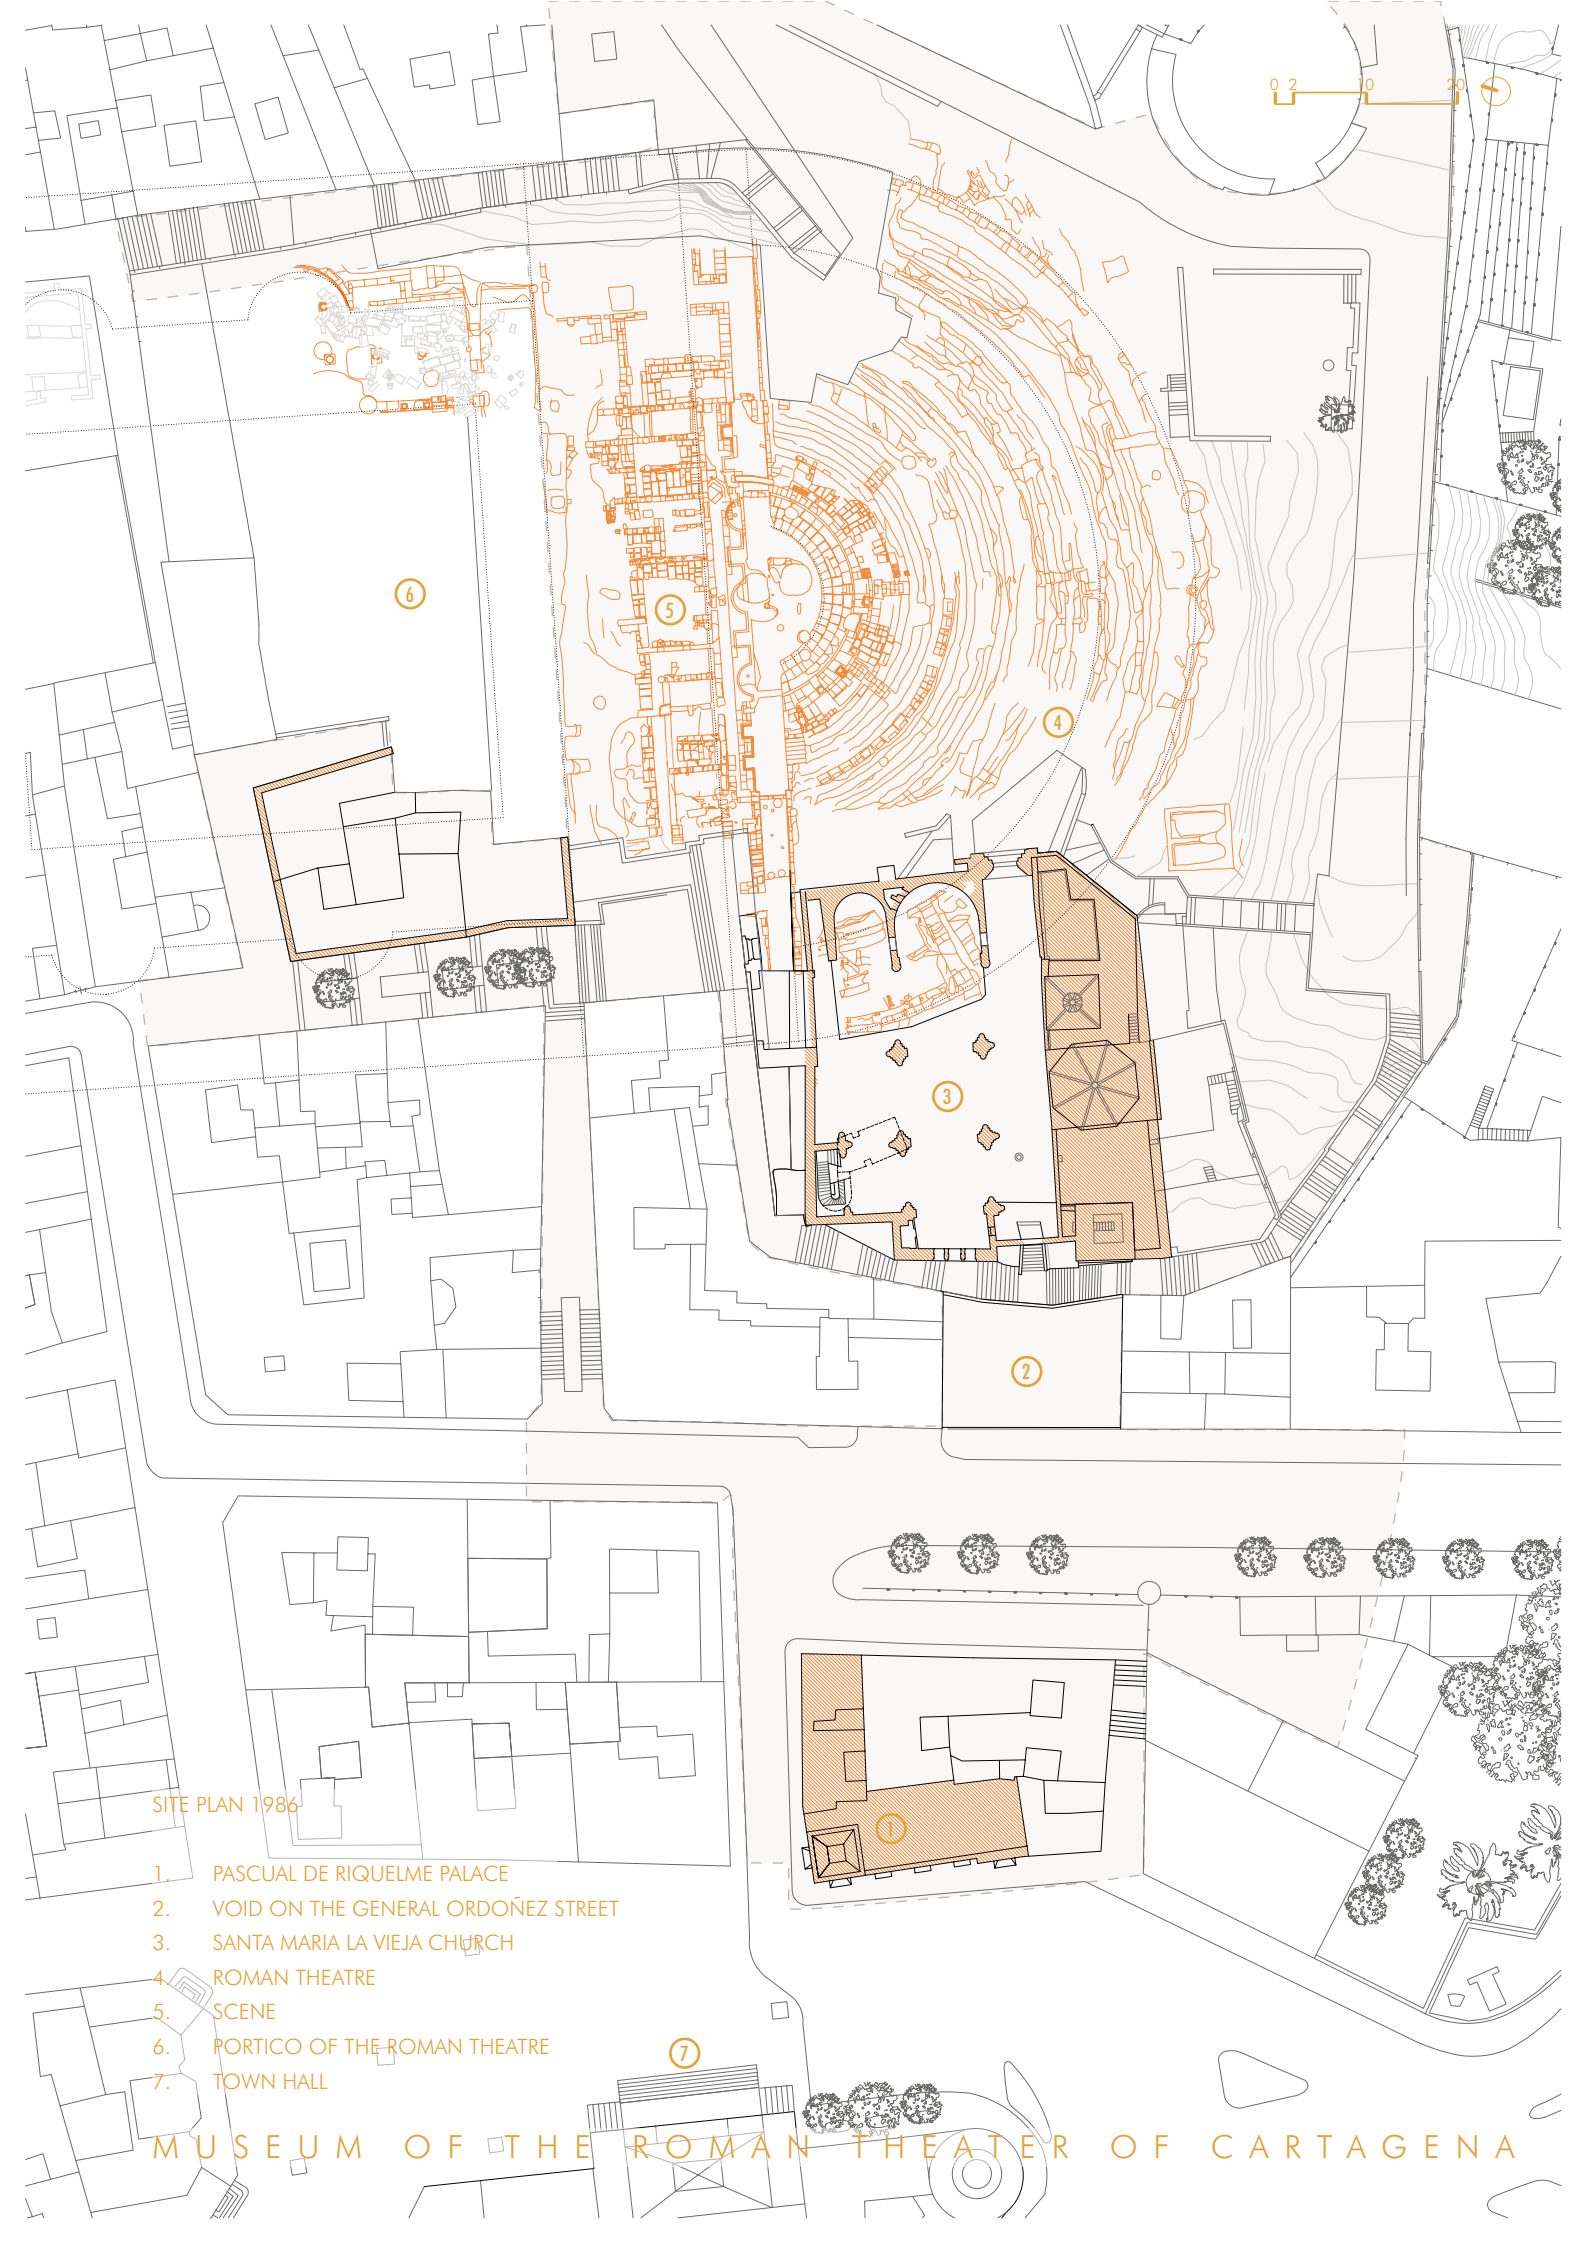 0 2 10 20
6
5
4
3
2
1
SITE PLAN 1986
1. PASCUAL DE RIQUELME PALACE
2. VOID ON THE GENERAL ORDOÑEZ STREET
3. SANTA MARIA LA VIEJA CHURCH
4. ROMAN THEATRE
5. SCENE
6. PORTICO OF THE ROMAN THEATRE
7. TOWN HALL
7
MUSEUM OF THE ROMAN THEATER OF CARTAGENA